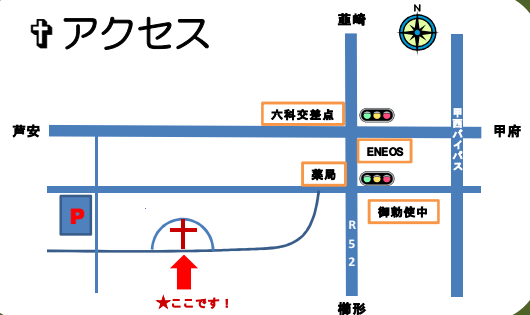 アクセス
N
韮崎
六科交差点
芦安
甲府
甲西バイパス
ENEOS
薬局
御勅使中
P
R52
★ここです！
櫛形